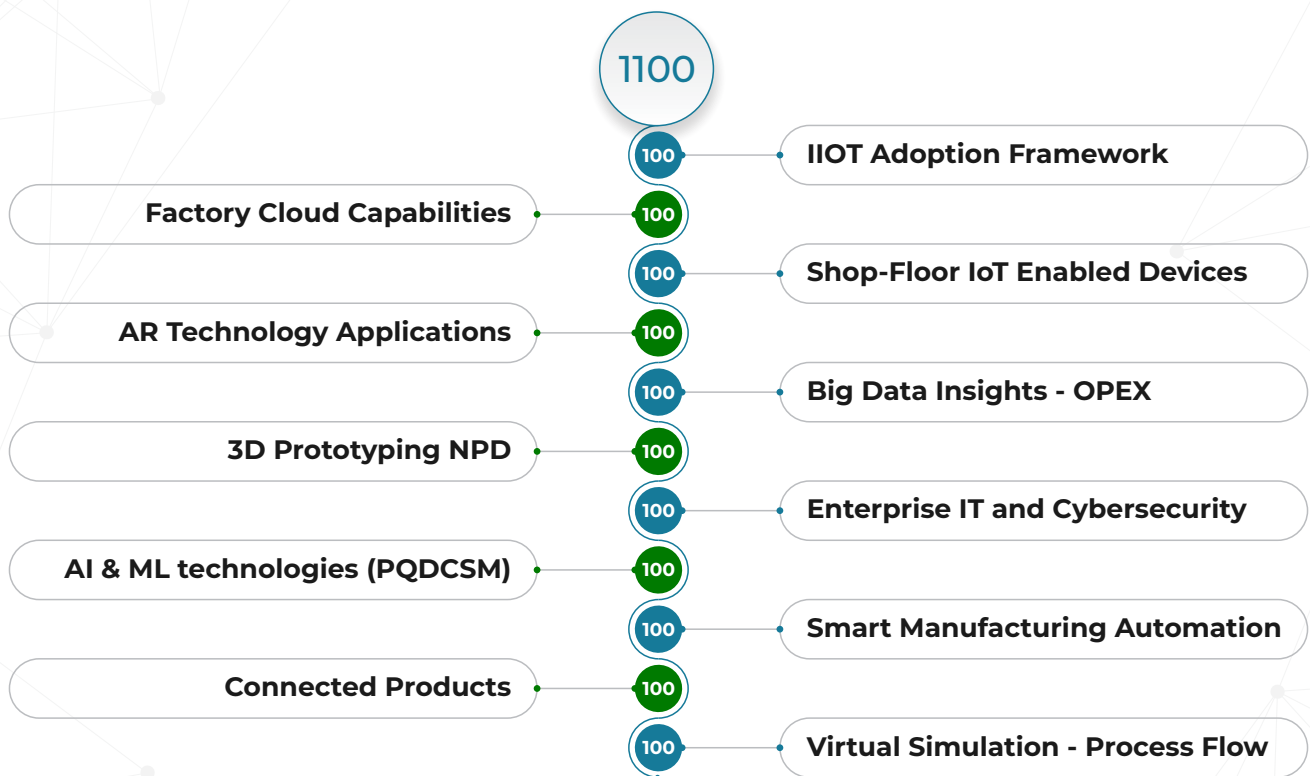 1100
100
IIOT Adoption Framework
Factory Cloud Capabilities
100
100
Shop-Floor IoT Enabled Devices
AR Technology Applications
100
100
Big Data Insights - OPEX
3D Prototyping NPD
100
100
Enterprise IT and Cybersecurity
AI & ML technologies (PQDCSM)
100
100
Smart Manufacturing Automation
Connected Products
100
100
Virtual Simulation - Process Flow